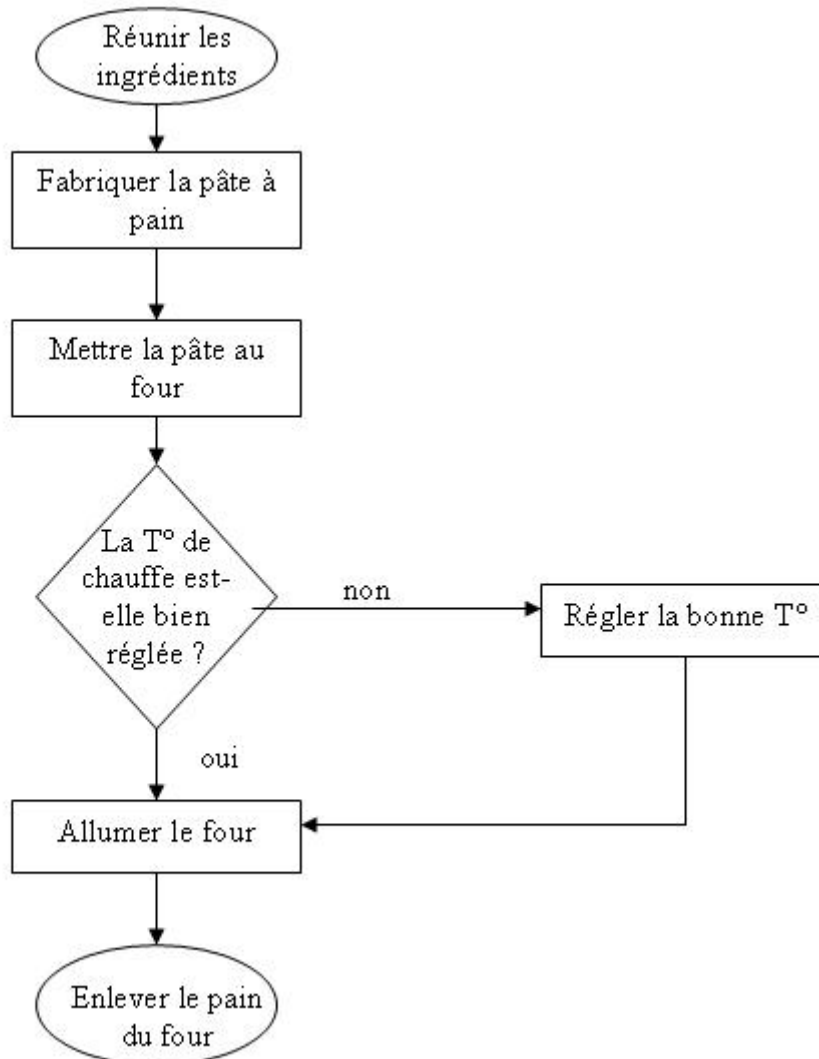 Réunir les
ingrédients
Fabriquer la pâte à
pain
Mettre la pâte au
four
La T° de
chauffe est-
elle bien
réglée ?
non
Régler la bonne T°
oui
Allumer le four
Enlever le pain
du four